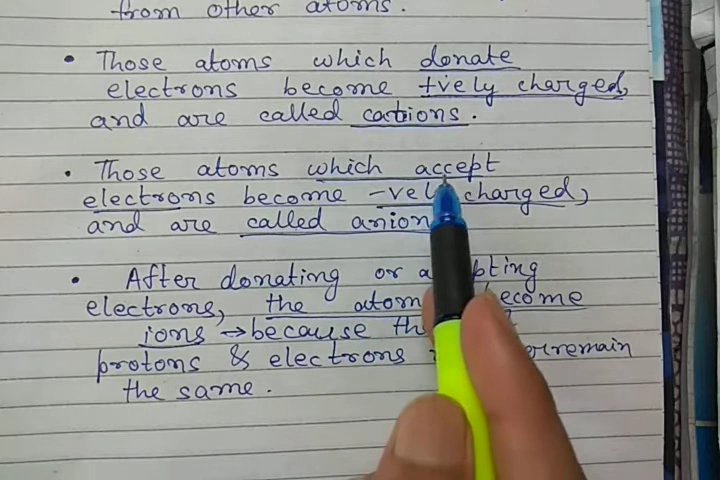 from other atoms.
• Those atoms which donate
electrons become +vely charged,
and are called cations.
• Those atoms which accept
electrons become -vely charged,
and are called anion
• After donating or
electrons, the atom become
ions → because the
protons & electrons remain
the same.